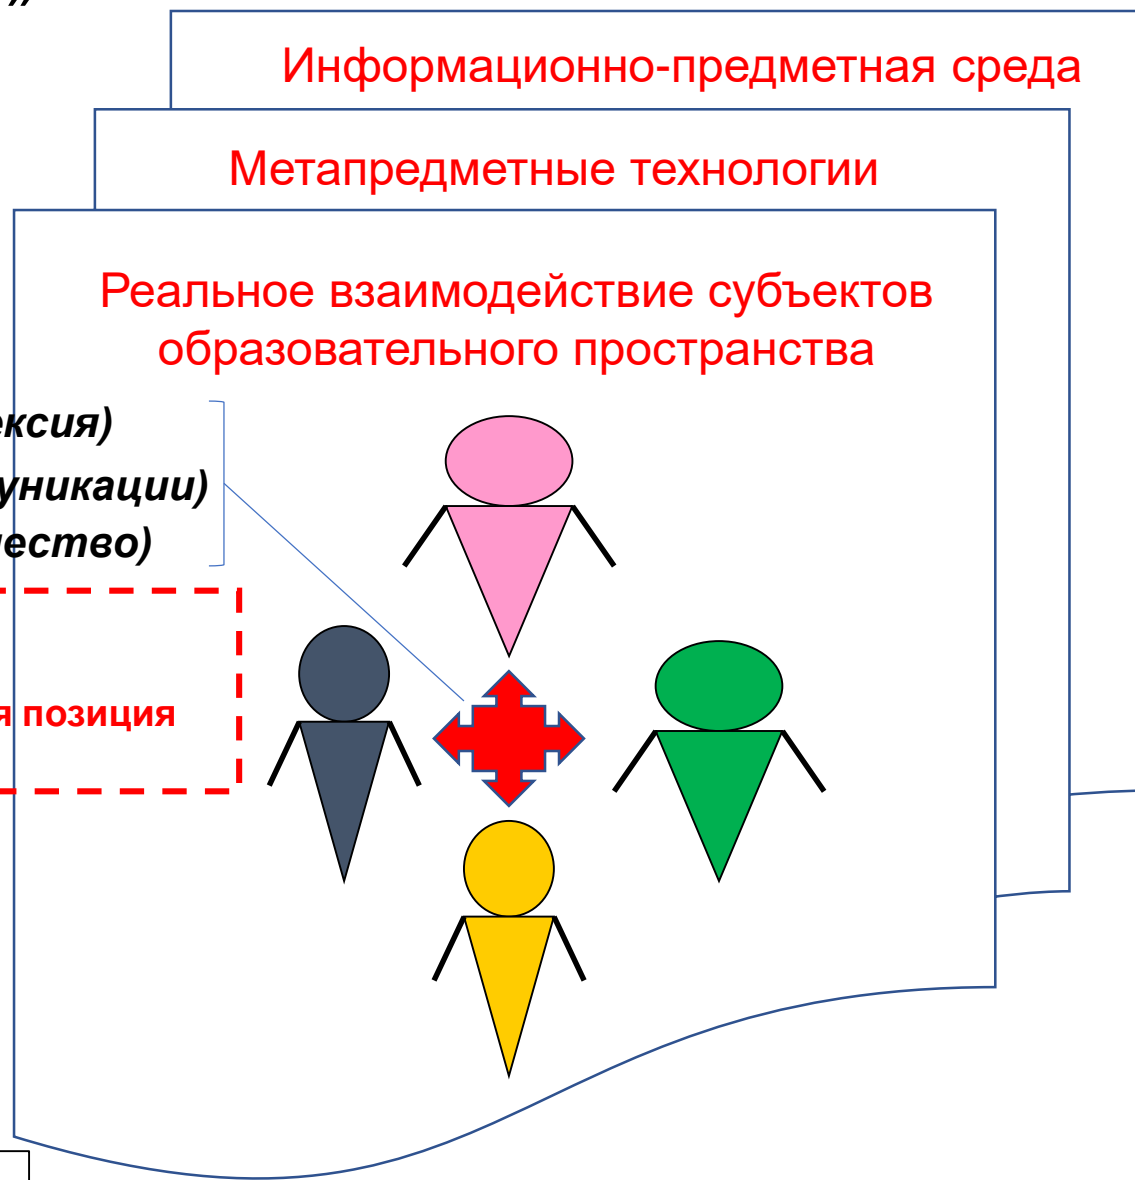 »
Информационно-предметная среда
Метапредметные технологии
Реальное взаимодействие субъектов
образовательного пространства
ексия)
уникации)
чество)
я позиция